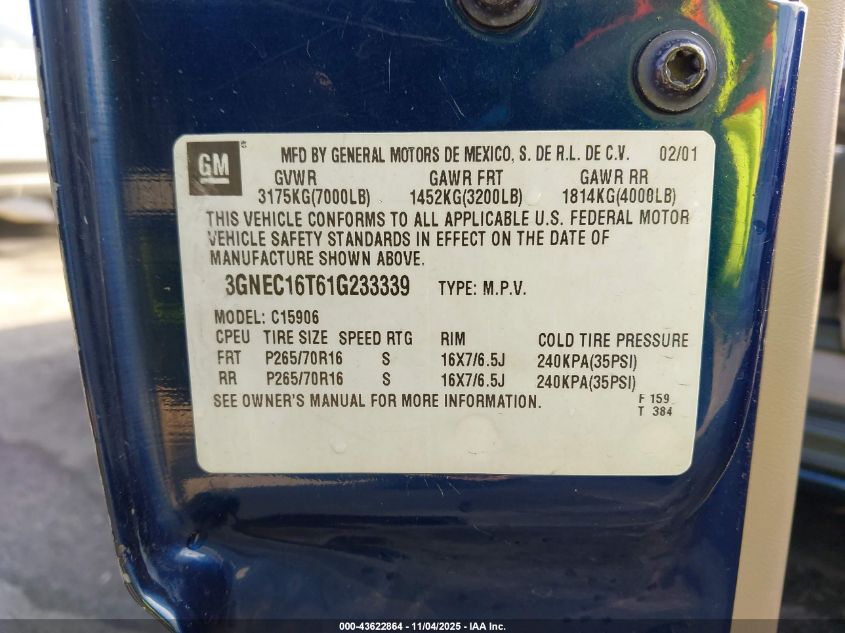 GM
MFD BY GENERAL MOTORS DE MEXICO, S. DE R.L. DE C.V. 02/01
GVWR GAWR FRT GAWR RR
3175KG(7000LB) 1452KG(3200LB) 1814KG(4000LB)
THIS VEHICLE CONFORMS TO ALL APPLICABLE U.S. FEDERAL MOTOR
VEHICLE SAFETY STANDARDS IN EFFECT ON THE DATE OF
MANUFACTURE SHOWN ABOVE.
3GNEC16T61G233339 TYPE: M.P.V.
MODEL: C15906
CPEU TIRE SIZE SPEED RTG RIM COLD TIRE PRESSURE
FRT P265/70R16 S 16X7/6.5J 240KPA(35PSI)
RR P265/70R16 S 16X7/6.5J 240KPA(35PSI)
SEE OWNER'S MANUAL FOR MORE INFORMATION. F 159
T 384
000-43622864 - 11/04/2025 - IAA Inc.